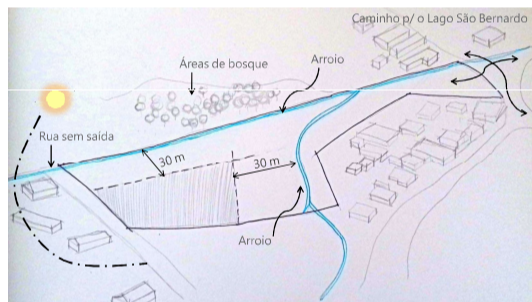 Caminho p/ o Lago São Bernardo
Áreas de bosque
Arroio
Rua sem saída
30 m
30 m
Arroio